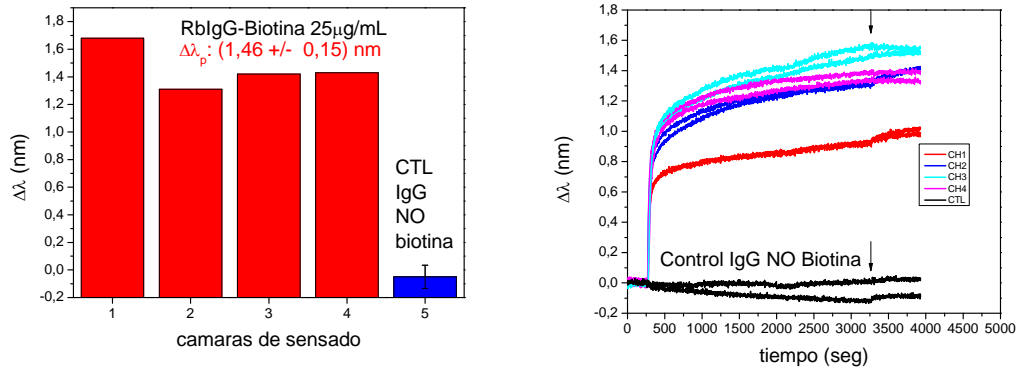 RbIgG-Biotina 25μg/mL
Δλp: (1,46 +/- 0,15) nm
CTL
IgG
NO
biotina
1,8
1,6
1,4
1,2
1,0
0,8
0,6
0,4
0,2
0,0
-0,2
Δλ (nm)
1 2 3 4 5
camaras de sensado
1,8
1,6
1,4
1,2
1,0
0,8
0,6
0,4
0,2
0,0
-0,2
Δλ (nm)
CH1
CH2
CH3
CH4
CTL
Control IgG NO Biotina
0 500 1000 1500 2000 2500 3000 3500 4000 4500 5000
tiempo (seg)